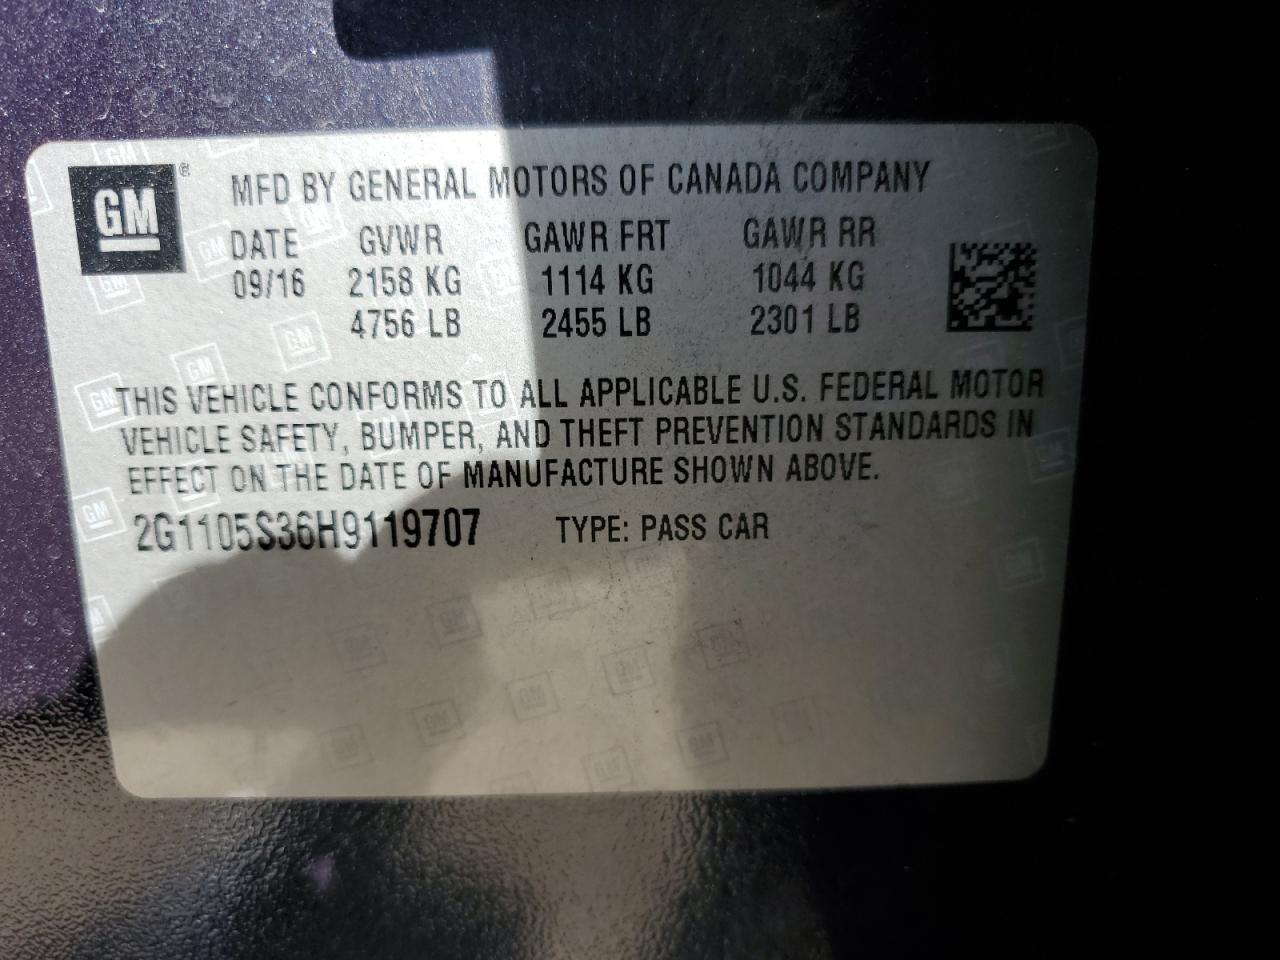 GM®
MFD BY GENERAL MOTORS OF CANADA COMPANY
DATE GVWR GAWR FRT GAWR RR
09/16 2158 KG 1114 KG 1044 KG
4756 LB 2455 LB 2301 LB
THIS VEHICLE CONFORMS TO ALL APPLICABLE U.S. FEDERAL MOTOR
VEHICLE SAFETY, BUMPER, AND THEFT PREVENTION STANDARDS IN
EFFECT ON THE DATE OF MANUFACTURE SHOWN ABOVE.
2G1105S36H9119707 TYPE: PASS CAR